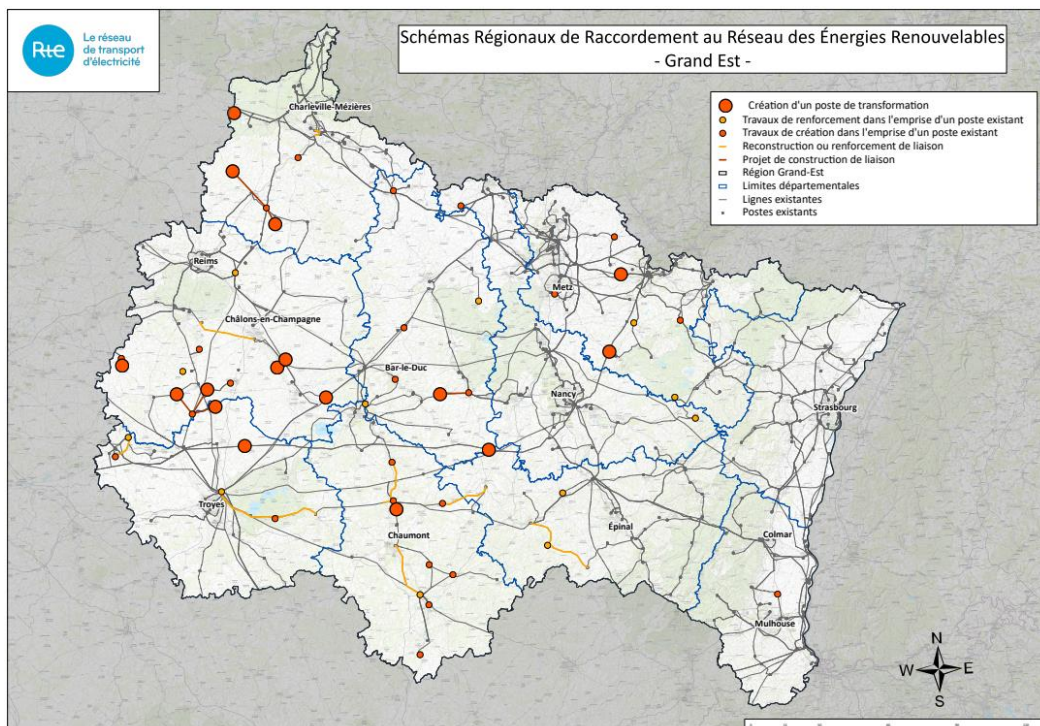 Rte
Le réseau
de transport
d'électricité
Schémas Régionaux de Raccordement au Réseau des Énergies Renouvelables
- Grand Est -
Création d'un poste de transformation
Travaux de renforcement dans l'emprise d'un poste existant
Travaux de création dans l'emprise d'un poste existant
Reconstruction ou renforcement de liaison
Projet de construction de liaison
Région Grand-Est
Limites départementales
Lignes existantes
Postes existants
Charleville-Mézières
Reims
Metz
Châlons-en-Champagne
Bar-le-Duc
Nancy
Strasbourg
Troyes
Chaumont
Épinal
Colmar
Mulhouse
N
W
E
S